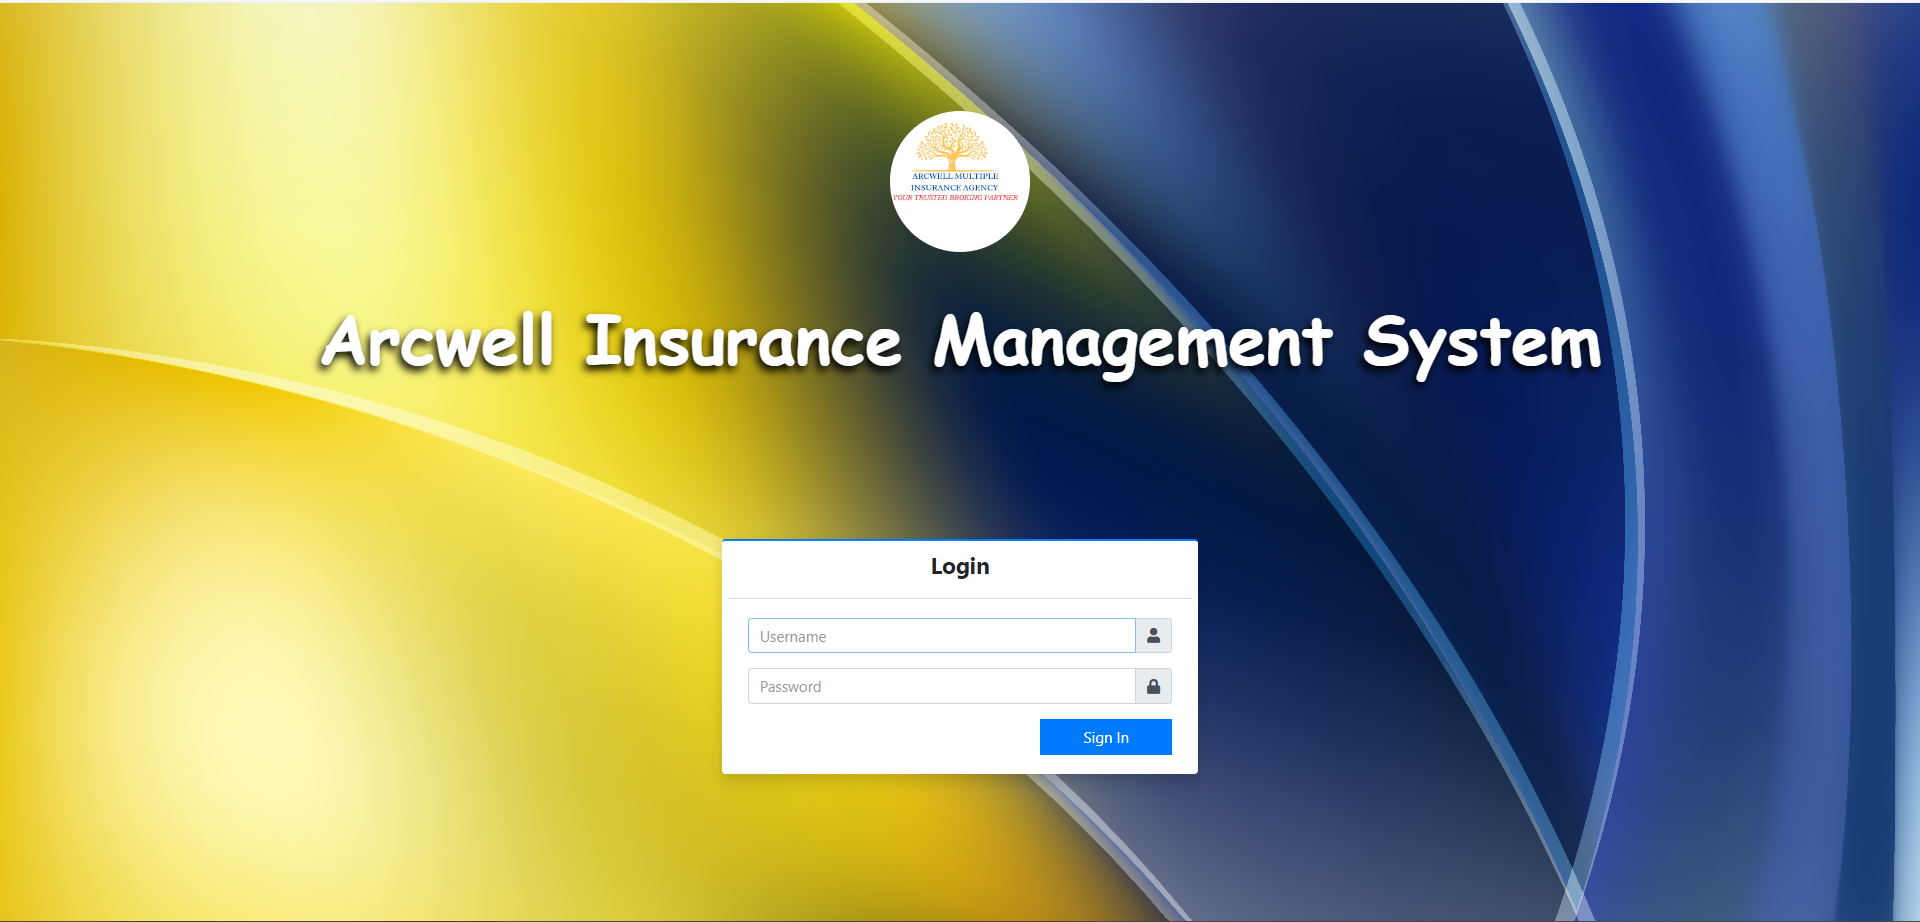 ARCWELL MULTIPLE
INSURANCE AGENCY
YOUR TRUSTED BROKING PARTNER
Arcwell Insurance Management System
Login
Username
Password
Sign In